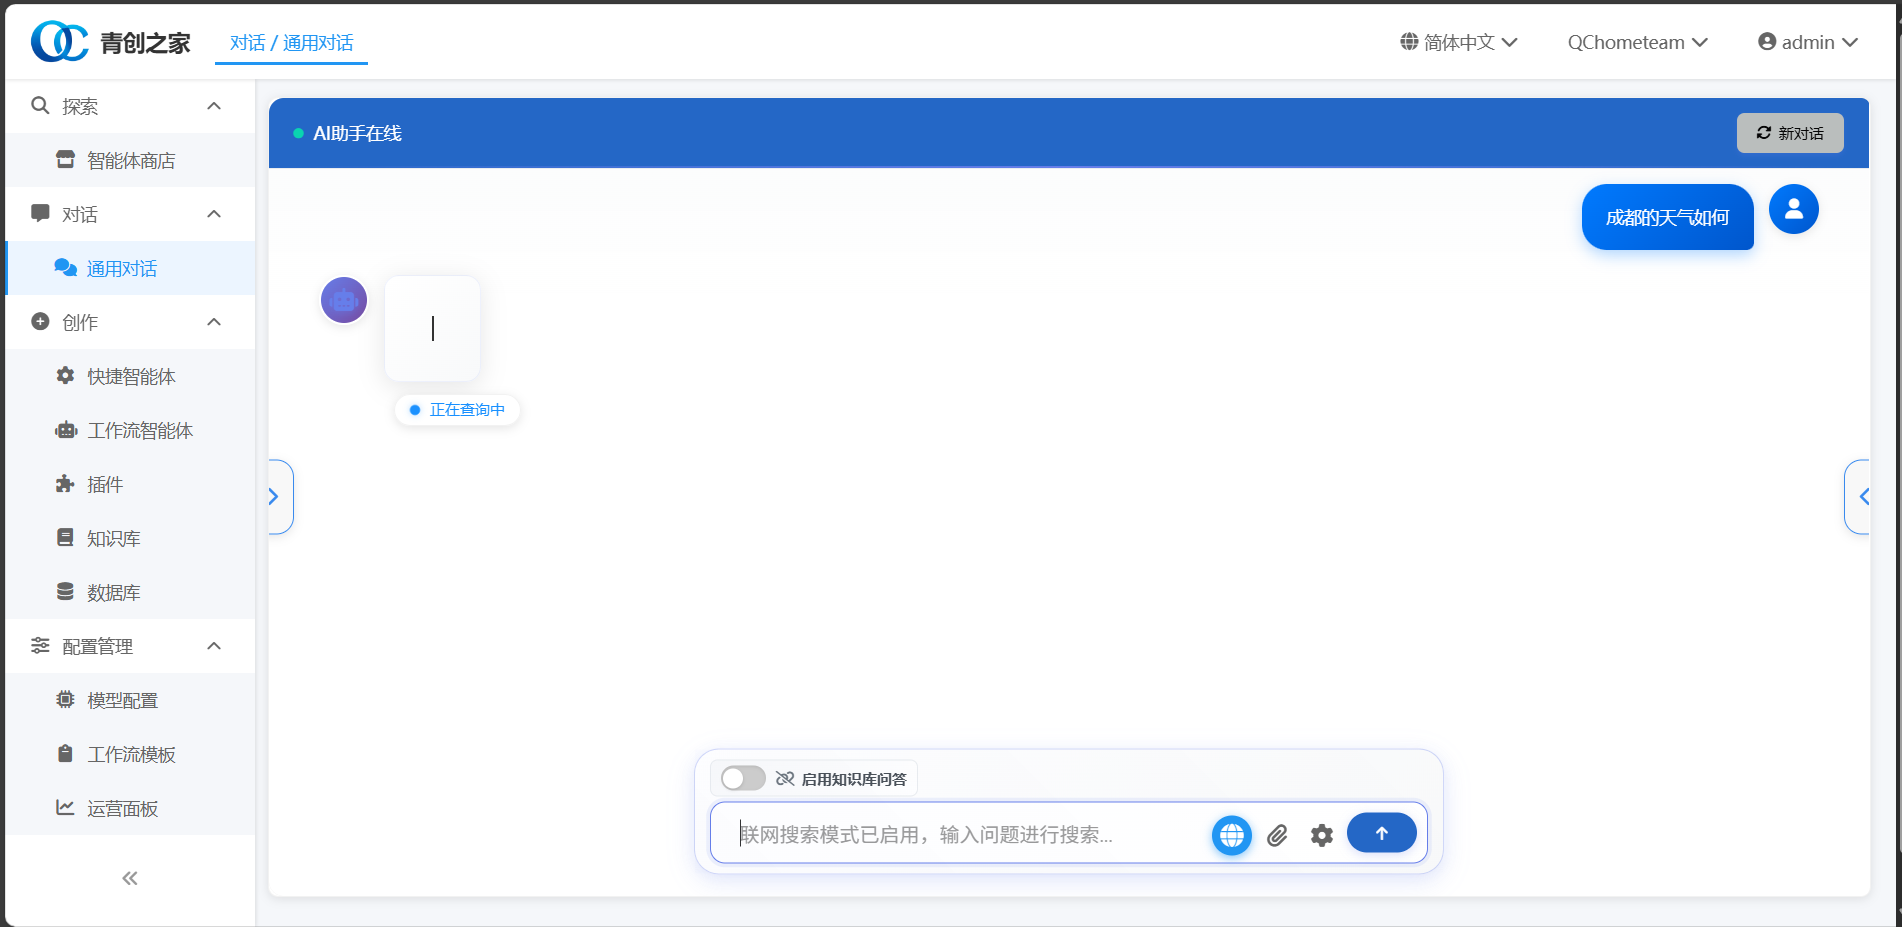 青创之家
对话 / 通用对话
简体中文
QChometeam
admin
探索
智能体商店
对话
通用对话
创作
快捷智能体
工作流智能体
插件
知识库
数据库
配置管理
模型配置
工作流模板
运营面板
AI助手在线
新对话
成都的天气如何
正在查询中
启用知识库问答
联网搜索模式已启用，输入问题进行搜索...